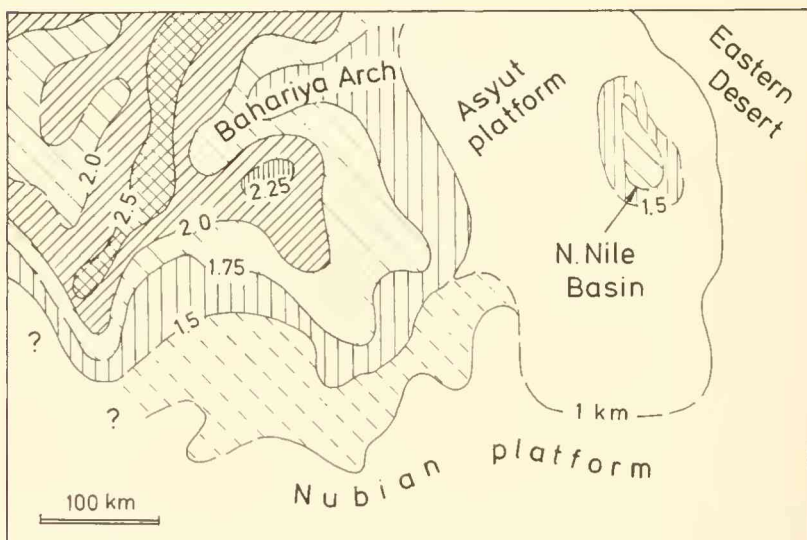 Eastern
Desert
Bahariya Arch
Asyut
platform
2.0
2.25
1.5
2.5
2.0
N. Nile
Basin
1.75
1.5
?
?
1 km
Nubian platform
100 km